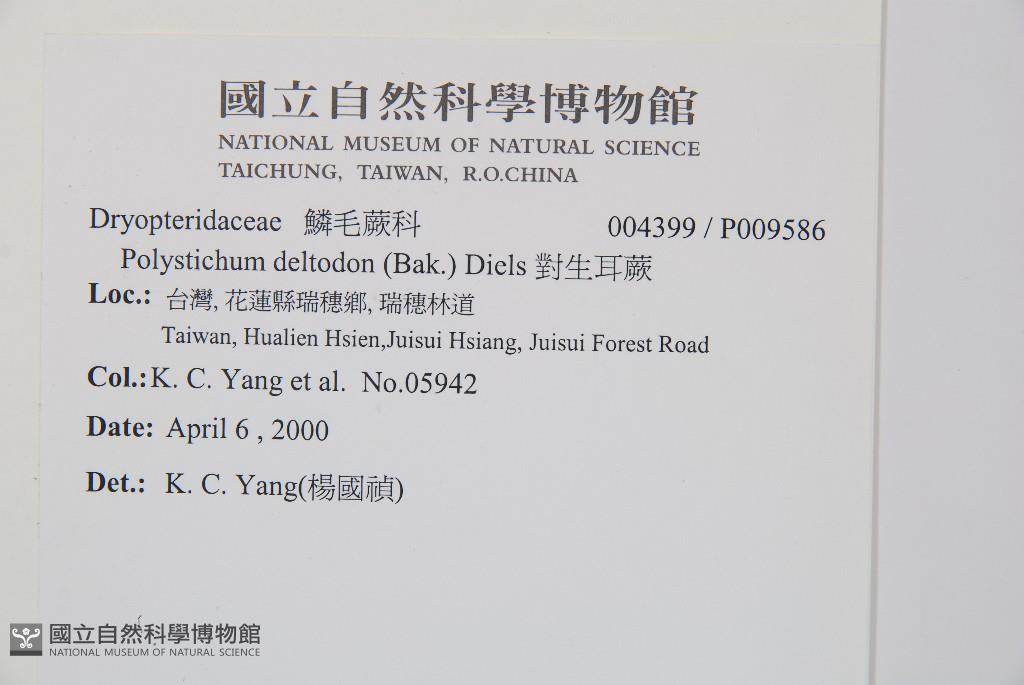 國立自然科學博物館
NATIONAL MUSEUM OF NATURAL SCIENCE
TAICHUNG, TAIWAN, R.O.CHINA
Dryopteridaceae 鱗毛蕨科 004399 / P009586
Polystichum deltodon (Bak.) Diels 對生耳蕨
Loc.: 台灣, 花蓮縣瑞穗鄉, 瑞穗林道
Taiwan, Hualien Hsien,Juisui Hsiang, Juisui Forest Road
Col.: K. C. Yang et al. No.05942
Date: April 6 , 2000
Det.: K. C. Yang(楊國禎)
國立自然科學博物館
NATIONAL MUSEUM OF NATURAL SCIENCE